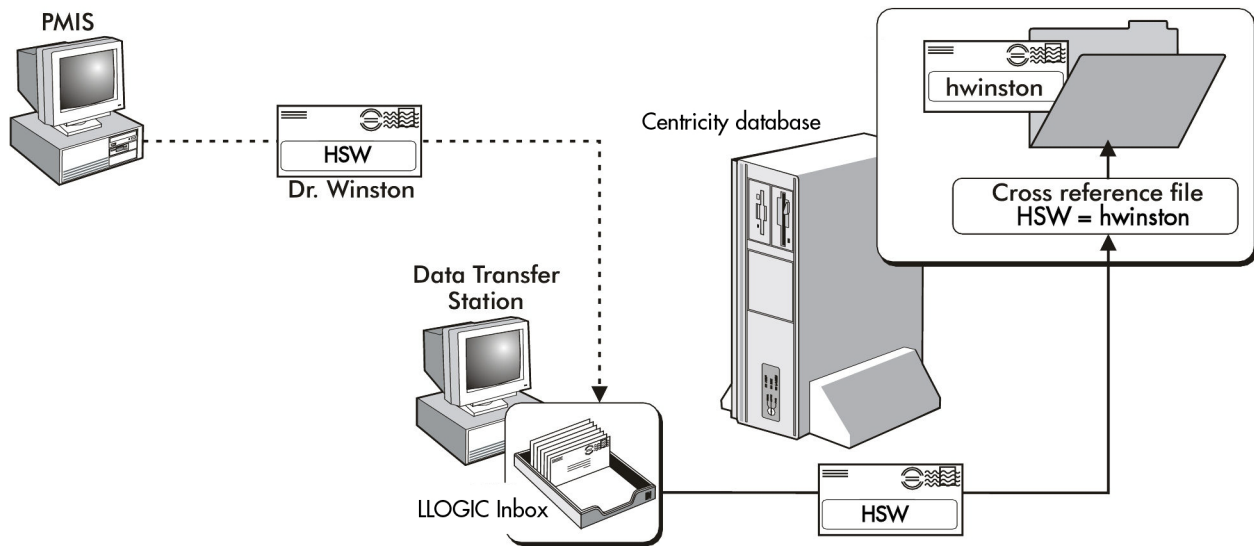 PMIS
HSW
Dr. Winston
Data Transfer
Station
LLOGIC Inbox
HSW
Centricity database
hwinston
Cross reference file
HSW = hwinston